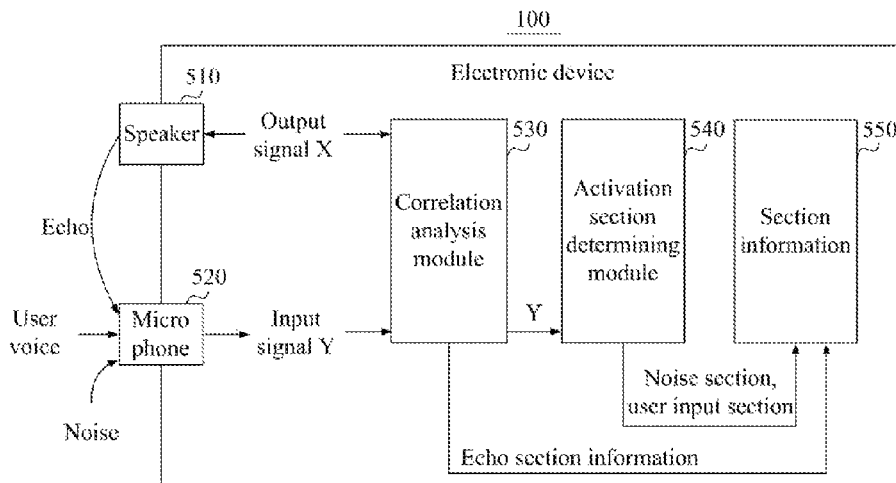 100
Electronic device
510
Speaker
Output
signal X
Echo
530
Correlation
analysis
module
540
Activation
section
determining
module
550
Section
information
520
Micro
phone
User
voice
Input
signal Y
Y
Noise
Noise section,
user input section
Echo section information